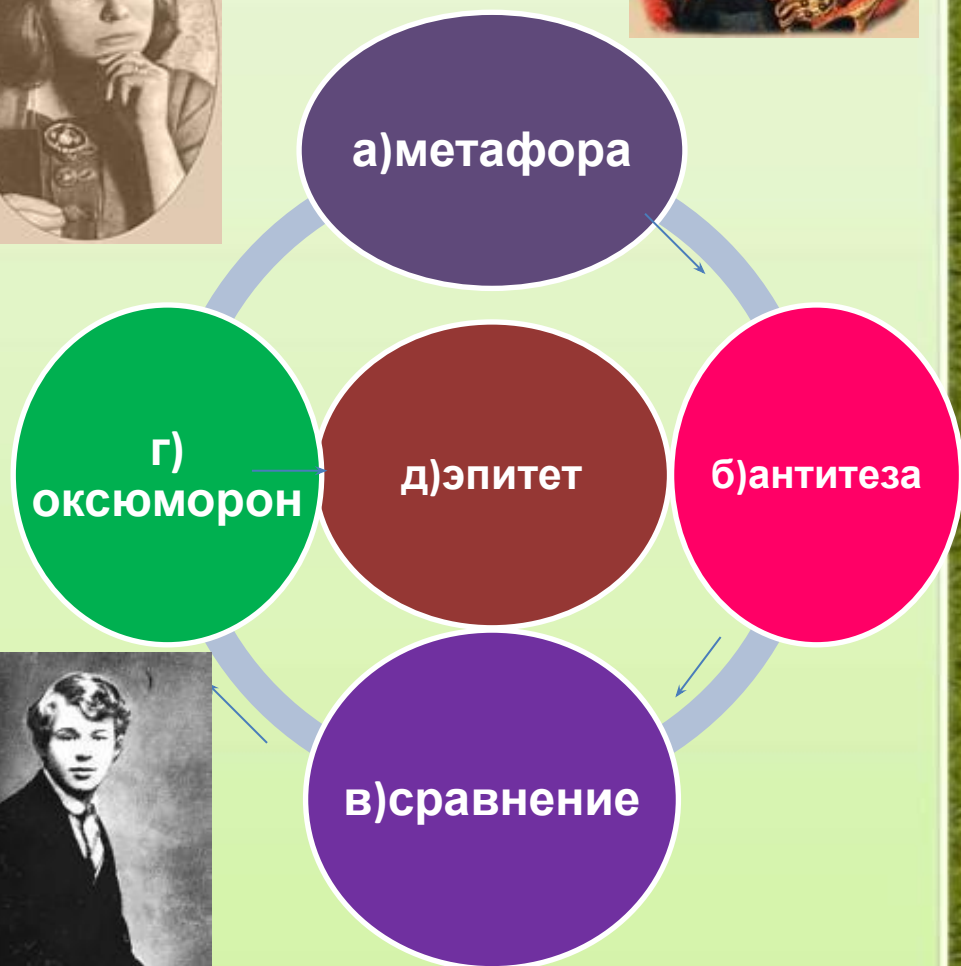 а)метафора
г)
оксюморон
д)эпитет
б)антитеза
в)сравнение